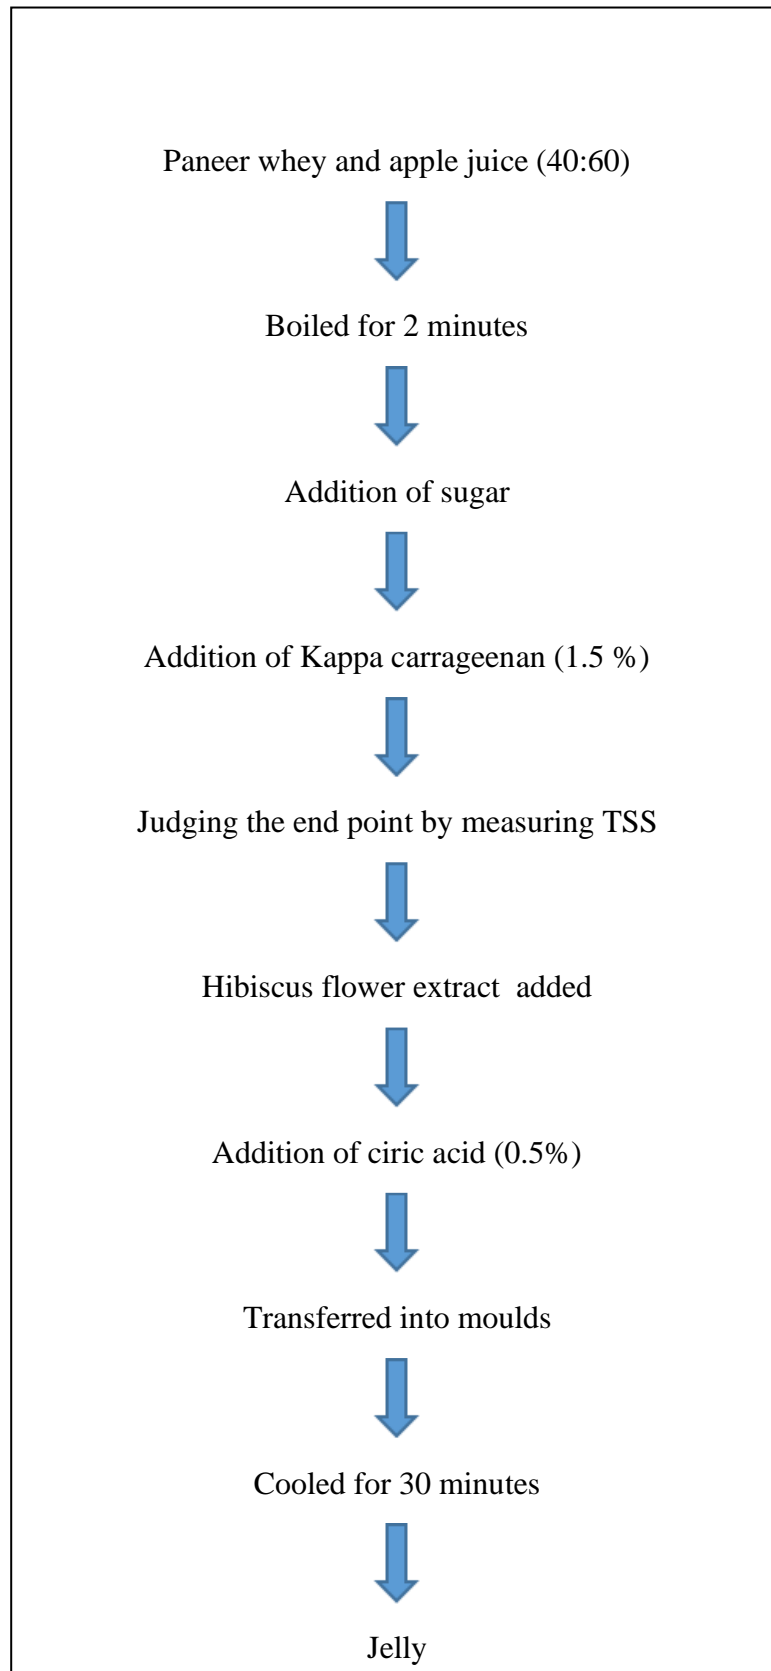 Paneer whey and apple juice (40:60)
Boiled for 2 minutes
Addition of sugar
Addition of Kappa carrageenan (1.5 %)
Judging the end point by measuring TSS
Hibiscus flower extract  added
Addition of ciric acid (0.5%)
Transferred into moulds
Cooled for 30 minutes
Jelly